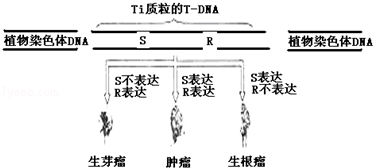 Ti质粒的T-DNA
植物染色体DNA S R 植物染色体DNA
S不表达 S表达 S表达
R表达 R表达 R不表达
生芽瘤 肿瘤 生根瘤